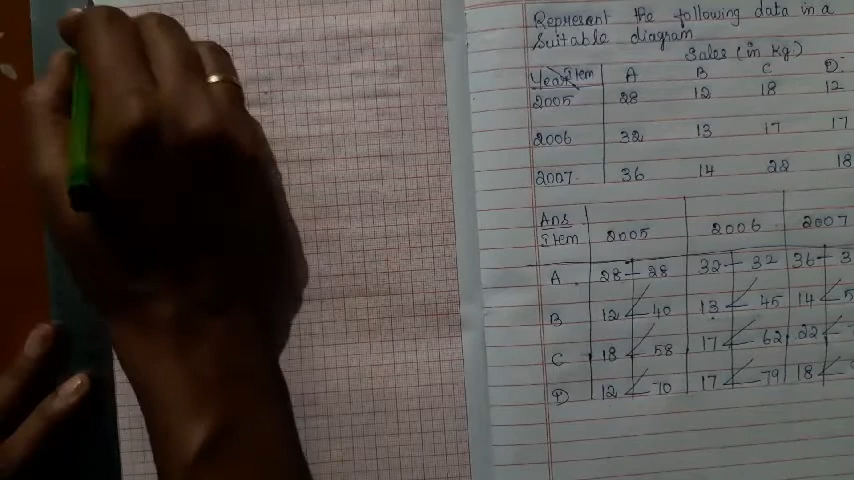 Represent the following data in a
Suitable diagram
Sales (in Kg)
Year Item A B C D
2005 28 12 18 12
2006 32 13 17 17
2007 36 14 22 18
Ans
Item 2005 2006 2007
A 28 28 32 32 36 3
B 12 40 13 45 14 5
C 18 58 17 62 22
D 12 70 17 79 18